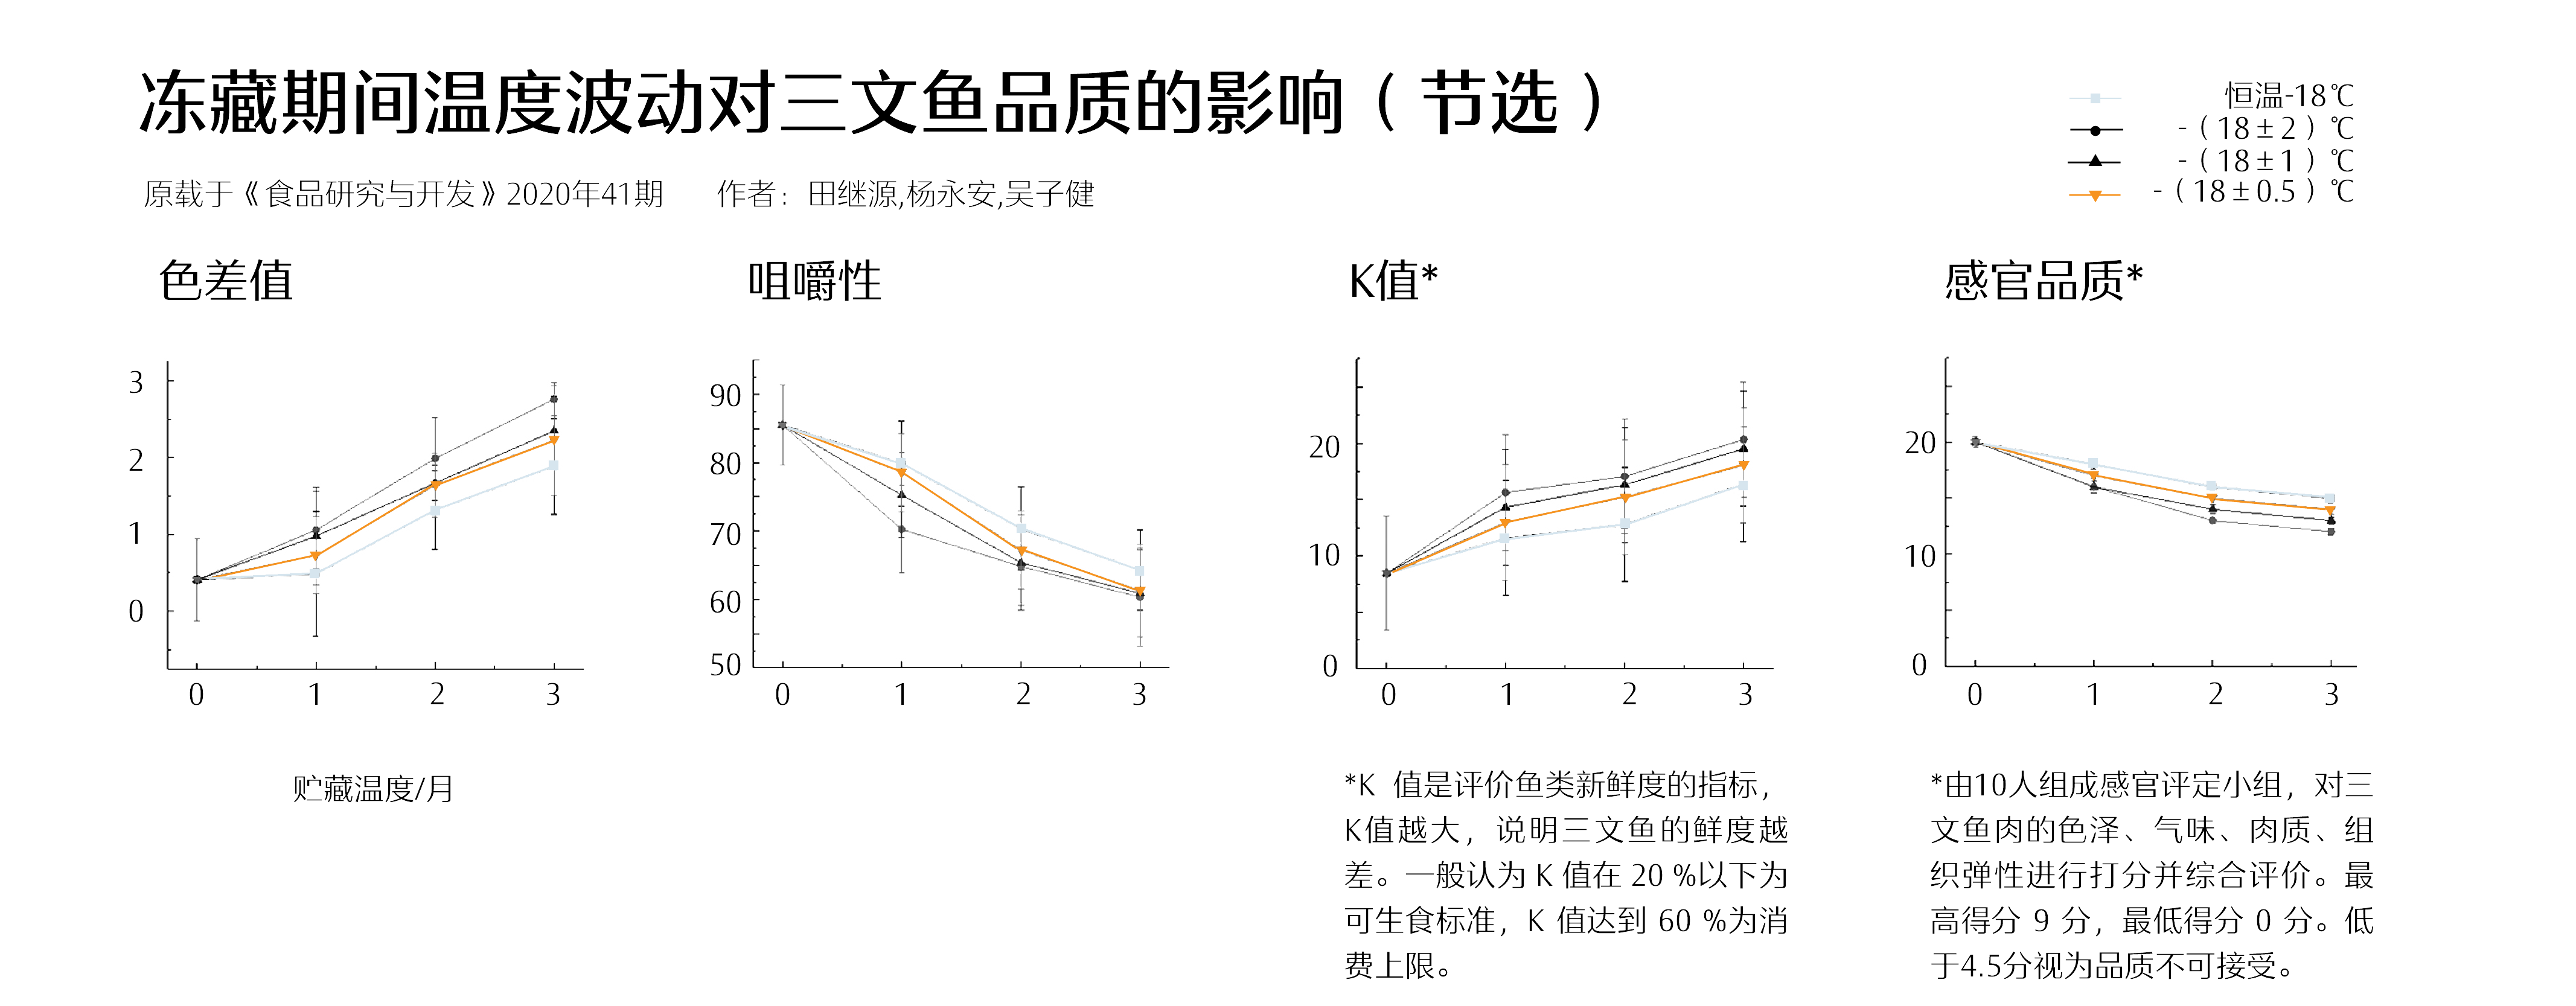 冻藏期间温度波动对三文鱼品质的影响（节选）
原载于《食品研究与开发》2020年41期 作者：田继源,杨永安,吴子健
恒温-18℃
-（18±2）℃
-（18±1）℃
-（18±0.5）℃
色差值
3
2
1
0
0 1 2 3
贮藏温度/月
咀嚼性
90
80
70
60
50
0 1 2 3
K值*
20
10
0
0 1 2 3
*K 值是评价鱼类新鲜度的指标，
K值越大，说明三文鱼的鲜度越
差。一般认为 K 值在 20 %以下为
可生食标准，K 值达到 60 %为消
费上限。
感官品质*
20
10
0
0 1 2 3
*由10人组成感官评定小组，对三
文鱼肉的色泽、气味、肉质、组
织弹性进行打分并综合评价。最
高得分 9 分，最低得分 0 分。低
于4.5分视为品质不可接受。